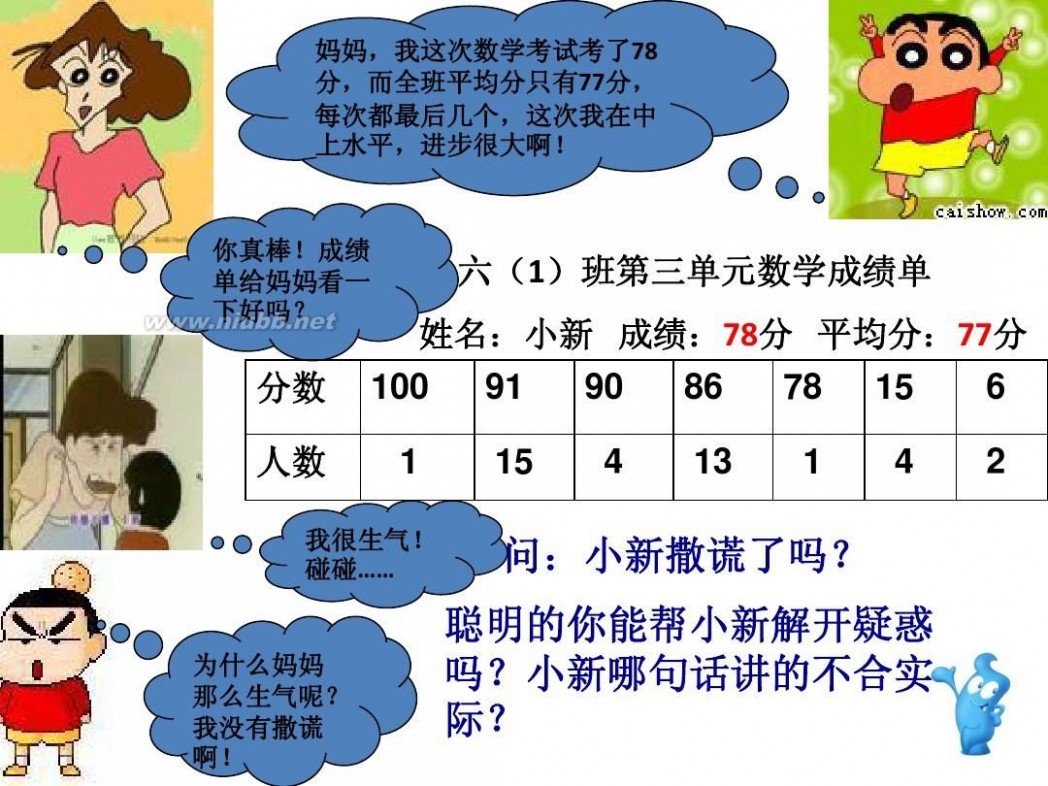 妈妈，我这次数学考试考了78
分，而全班平均分只有77分，
每次都最后几个，这次我在中
上水平，进步很大啊！
caishow.com
你真棒！成绩
单给妈妈看一
下好吗？
www.niubb.net
六（1）班第三单元数学成绩单
姓名：小新 成绩：78分 平均分：77分
分数 100 91 90 86 78 15 6
人数 1 15 4 13 1 4 2
我很生气！
碰碰……
问：小新撒谎了吗？
聪明的你能帮小新解开疑惑
吗？小新哪句话讲的不合实
际？
为什么妈妈
那么生气呢？
我没有撒谎
啊！